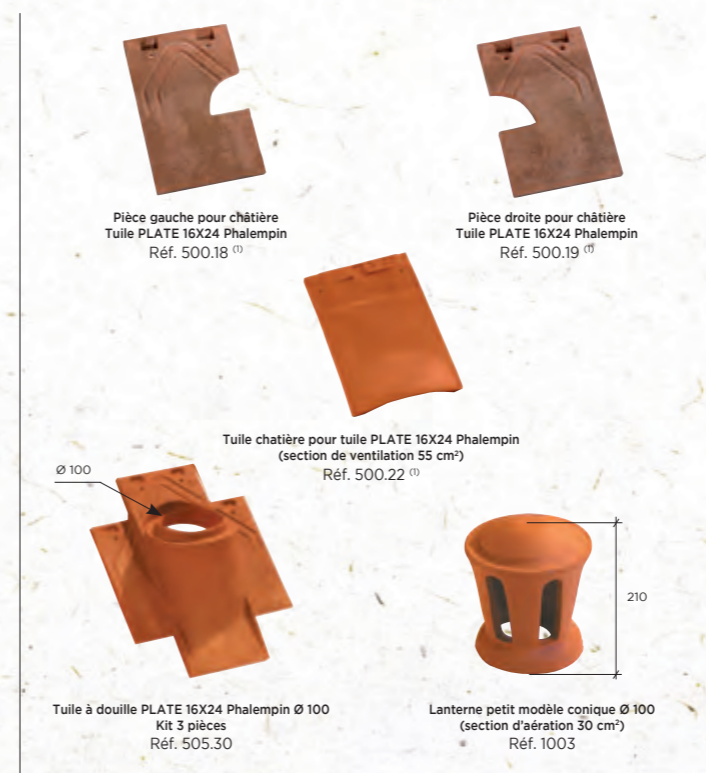 Pièce gauche pour châtière
Tuile PLATE 16X24 Phalempin
Réf. 500.18 (1)
Pièce droite pour châtière
Tuile PLATE 16X24 Phalempin
Réf. 500.19 (1)
Tuile chatière pour tuile PLATE 16X24 Phalempin
(section de ventilation 55 cm²)
Réf. 500.22 (1)
Ø 100
210
Tuile à douille PLATE 16X24 Phalempin Ø 100
Kit 3 pièces
Réf. 505.30
Lanterne petit modèle conique Ø 100
(section d'aération 30 cm²)
Réf. 1003